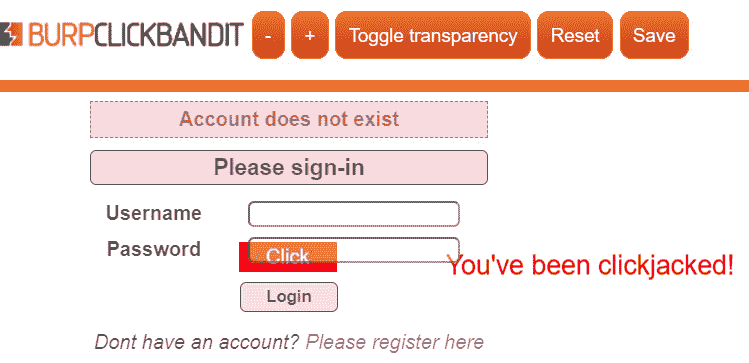 BURPCLICKBANDIT - + Toggle transparency Reset Save
Account does not exist
Please sign-in
Username
Password
Click
You've been clickjacked!
Login
Dont have an account? Please register here